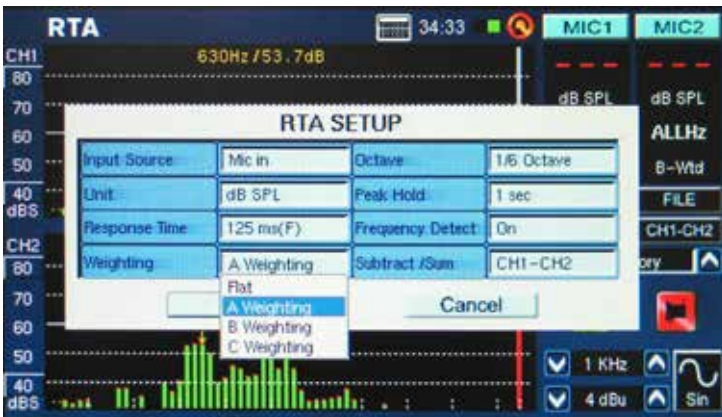 RTA 34:33 MIC1 MIC2
CH1 630Hz/53.7dB
80
dB SPL dB SPL
70
RTA SETUP
60 ALLHz
Input Source Mic in Octave 1/6 Octave
50 B-Wtd
Unit dB SPL Peak Hold 1 sec
40 FILE
dBS
Response Time 125 ms(F) Frequency Detect On CH1-CH2
CH2
Weighting A Weighting Subtract /Sum CH1-CH2
80 ory
Flat
70 A Weighting Cancel
60 B Weighting
C Weighting
50 1 KHz
40 4 dBu Sin
dBS